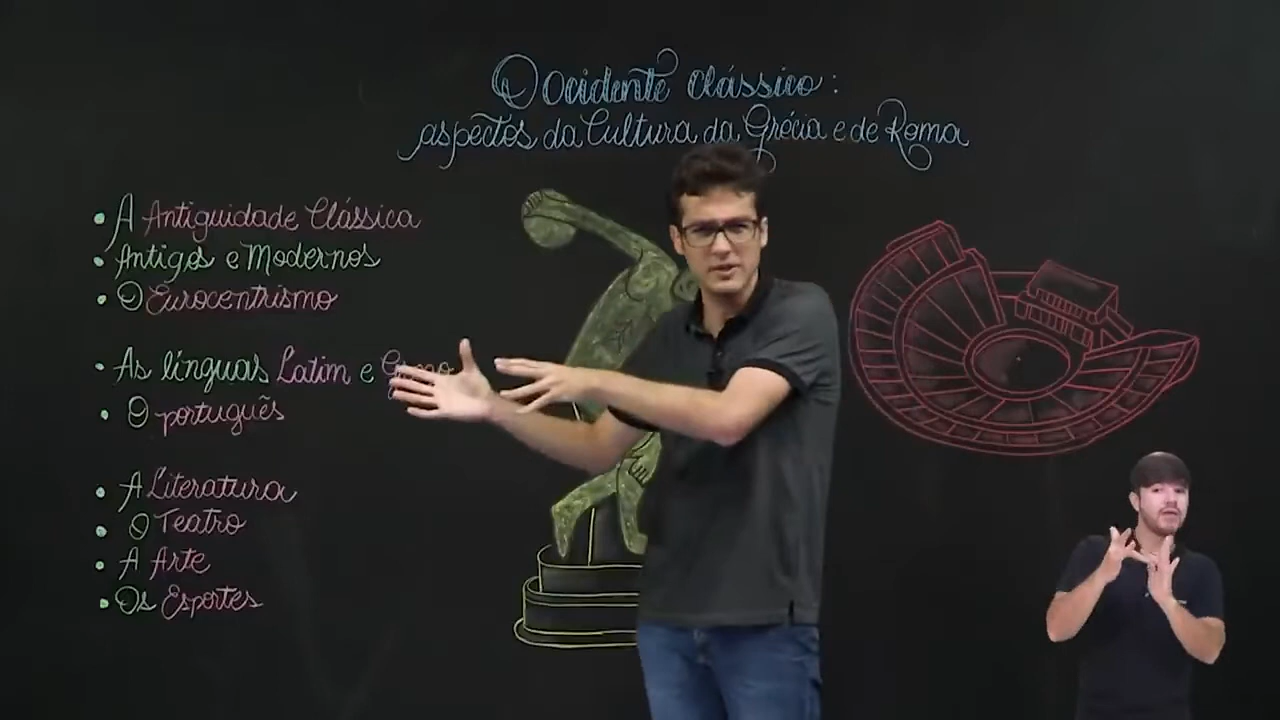 O Ocidente Clássico:
aspectos da Cultura da Grécia e de Roma
• A Antiguidade Clássica
• Antigos e Modernos
• O Eurocentrismo
• As línguas Latim e
• O português
• A Literatura
• O Teatro
• A Arte
• Os Esportes